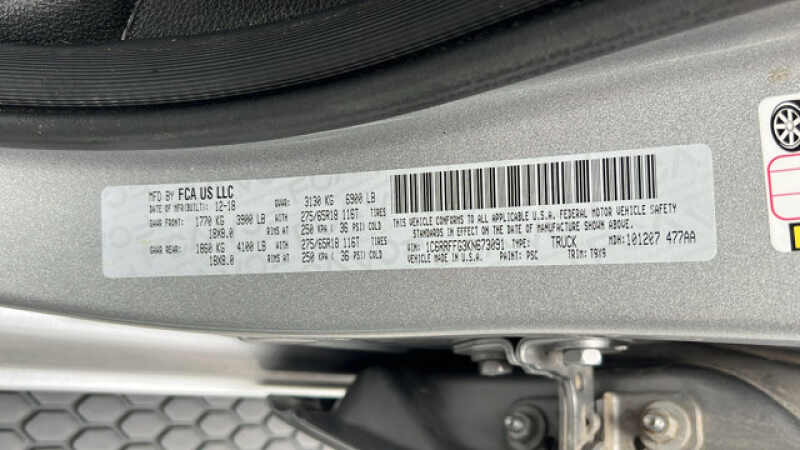 MFD BY FCA US LLC
DATE OF MFR(BUILT): 12-18 GVWR: 3130 KG 6900 LB
GAWR FRONT: 1770 KG 3900 LB WITH 275/65R18 116T TIRES
18X8.0 RIMS AT 250 KPA ( 36 PSI) COLD
GAWR REAR: 1860 KG 4100 LB WITH 275/65R18 116T TIRES
18X8.0 RIMS AT 250 KPA ( 36 PSI) COLD
THIS VEHICLE CONFORMS TO ALL APPLICABLE U.S.A. FEDERAL MOTOR VEHICLE SAFETY
STANDARDS IN EFFECT ON THE DATE OF MANUFACTURE SHOWN ABOVE
VIN: 1C6RRFFG3KN673091 TYPE: TRUCK MDH: 101207 477AA
VEHICLE MADE IN U.S.A. PAINT: PSC TRIM: T9X9